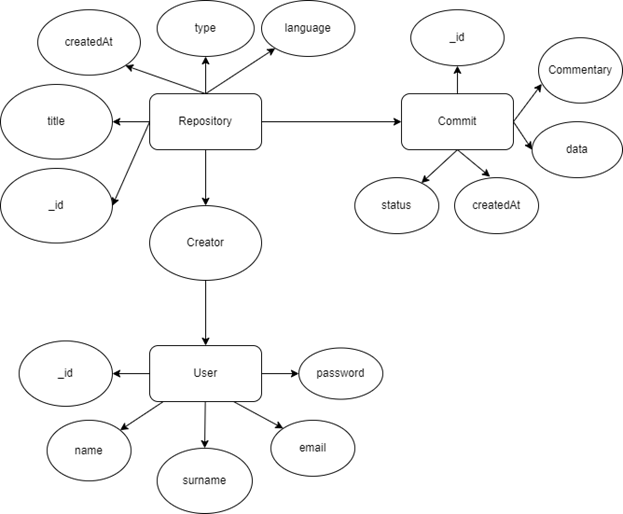 type
language
createdAt
_id
Commentary
title
Repository
Commit
data
_id
status
createdAt
Creator
_id
User
password
name
email
surname